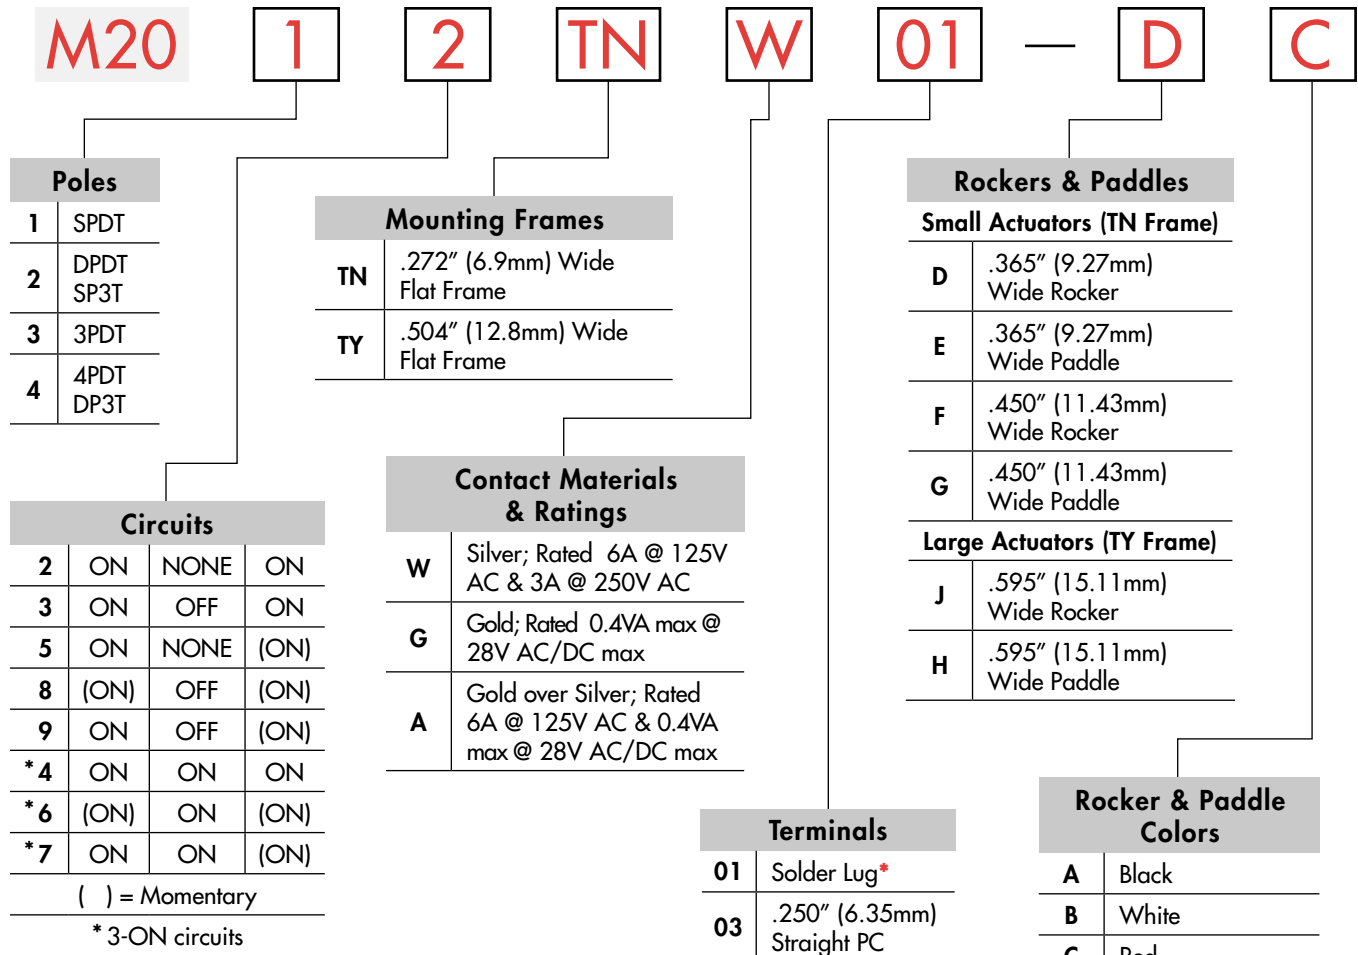 M20 1 2 TN W 01 — D C
Poles
1 SPDT
2 DPDT
SP3T
3 3PDT
4 4PDT
DP3T
Circuits
2 ON NONE ON
3 ON OFF ON
5 ON NONE (ON)
8 (ON) OFF (ON)
9 ON OFF (ON)
*4 ON ON ON
*6 (ON) ON (ON)
*7 ON ON (ON)
( ) = Momentary
* 3-ON circuits
Mounting Frames
TN .272" (6.9mm) Wide
Flat Frame
TY .504" (12.8mm) Wide
Flat Frame
Contact Materials
& Ratings
W Silver; Rated 6A @ 125V
AC & 3A @ 250V AC
G Gold; Rated 0.4VA max @
28V AC/DC max
A Gold over Silver; Rated
6A @ 125V AC & 0.4VA
max @ 28V AC/DC max
Terminals
01 Solder Lug*
03 .250" (6.35mm)
Straight PC
Rockers & Paddles
Small Actuators (TN Frame)
D .365" (9.27mm)
Wide Rocker
E .365" (9.27mm)
Wide Paddle
F .450" (11.43mm)
Wide Rocker
G .450" (11.43mm)
Wide Paddle
Large Actuators (TY Frame)
J .595" (15.11mm)
Wide Rocker
H .595" (15.11mm)
Wide Paddle
Rocker & Paddle
Colors
A Black
B White
C Red